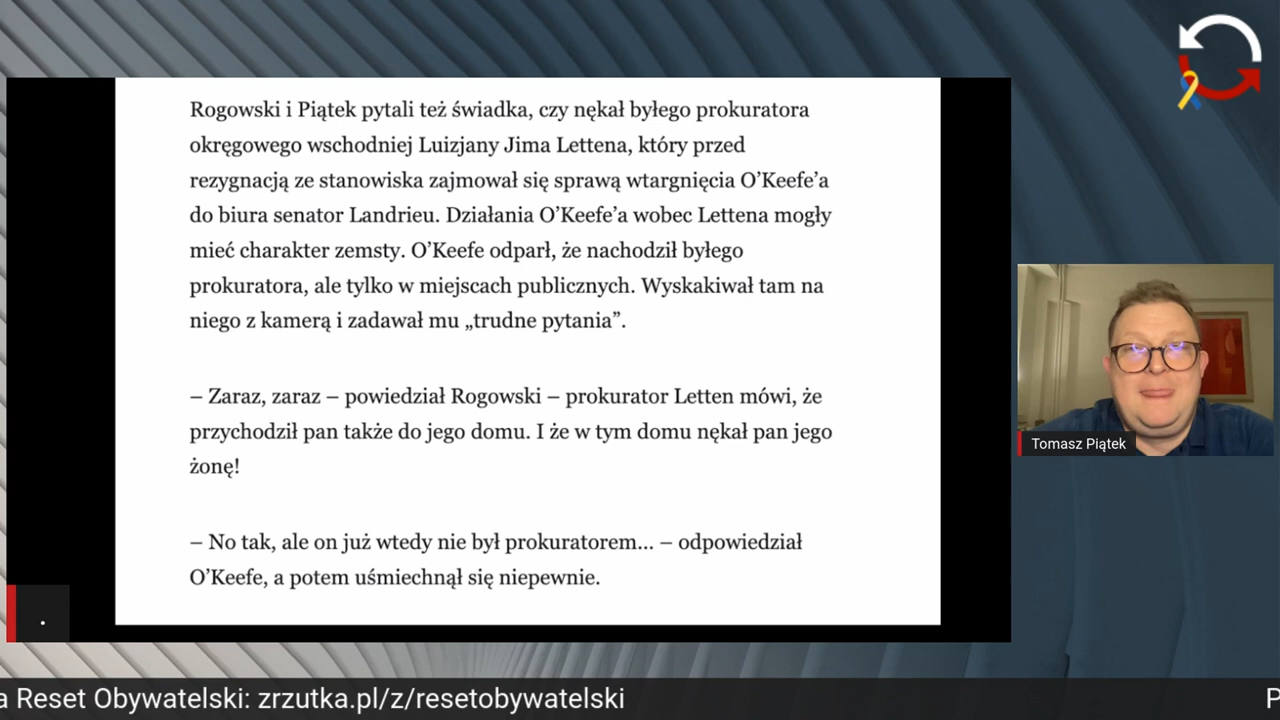 Rogowski i Piątek pytali też świadka, czy nękał byłego prokuratora
okręgowego wschodniej Luizjany Jima Lettena, który przed
rezygnacją ze stanowiska zajmował się sprawą wtargnięcia O’Keefe’a
do biura senator Landrieu. Działania O’Keefe’a wobec Lettena mogły
mieć charakter zemsty. O’Keefe odparł, że nachodził byłego
prokuratora, ale tylko w miejscach publicznych. Wyskakiwał tam na
niego z kamerą i zadawał mu „trudne pytania”.
– Zaraz, zaraz – powiedział Rogowski – prokurator Letten mówi, że
przychodził pan także do jego domu. I że w tym domu nękał pan jego
żonę!
– No tak, ale on już wtedy nie był prokuratorem... – odpowiedział
O’Keefe, a potem uśmiechnął się niepewnie.
Tomasz Piątek
.
a Reset Obywatelski: zrzutka.pl/z/resetobywatelski
P